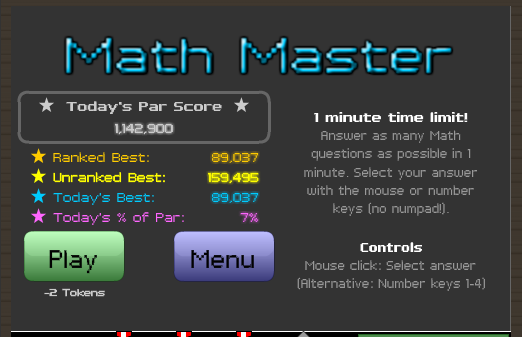 Math Master
Today's Par Score
1,142,900
Ranked Best: 89,037
Unranked Best: 159,495
Today's Best: 89,037
Today's % of Par: 7%
Play
Menu
-2 Tokens
1 minute time limit!
Answer as many Math
questions as possible in 1
minute. Select your answer
with the mouse or number
keys (no numpad!).
Controls
Mouse click: Select answer
(Alternative: Number keys 1-4)